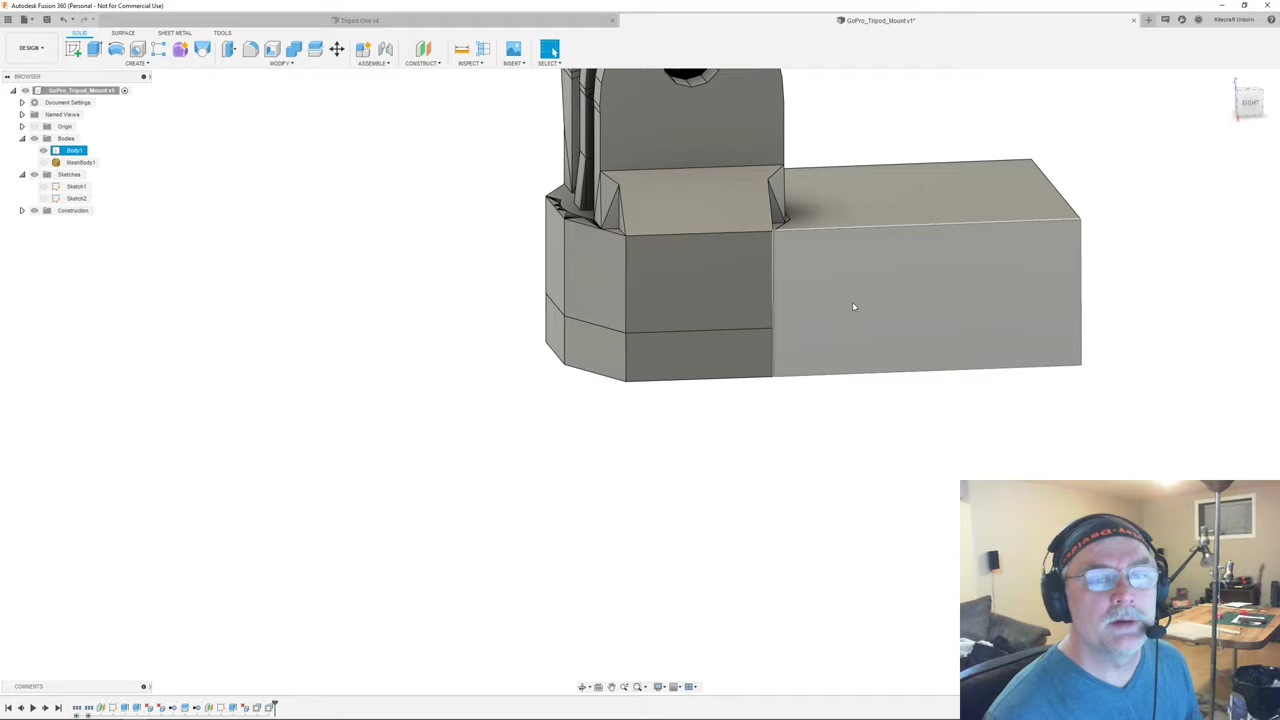 Autodesk Fusion 360 (Personal - Not for Commercial Use)
Tripod One v4
GoPro_Tripod_Mount v1*
Kitecraft Unborn
DESIGN
SOLID SURFACE SHEET METAL TOOLS
CREATE MODIFY ASSEMBLE CONSTRUCT INSPECT INSERT SELECT
BROWSER
GoPro_Tripod_Mount v1
Document Settings
Named Views
Origin
Bodies
Body1
MeshBody1
Sketches
Sketch1
Sketch2
Construction
Z
RIGHT
COMMENTS